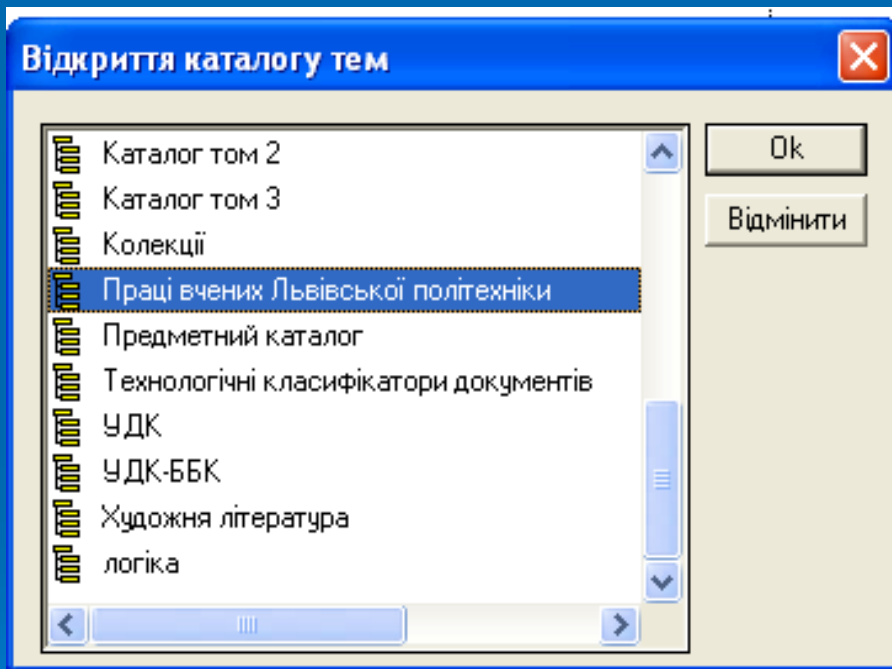 Відкриття каталогу тем
Каталог том 2
Каталог том 3
Колекції
Праці вчених Львівської політехніки
Предметний каталог
Технологічні класифікатори документів
УДК
УДК-ББК
Художня література
логіка
Ok
Відмінити